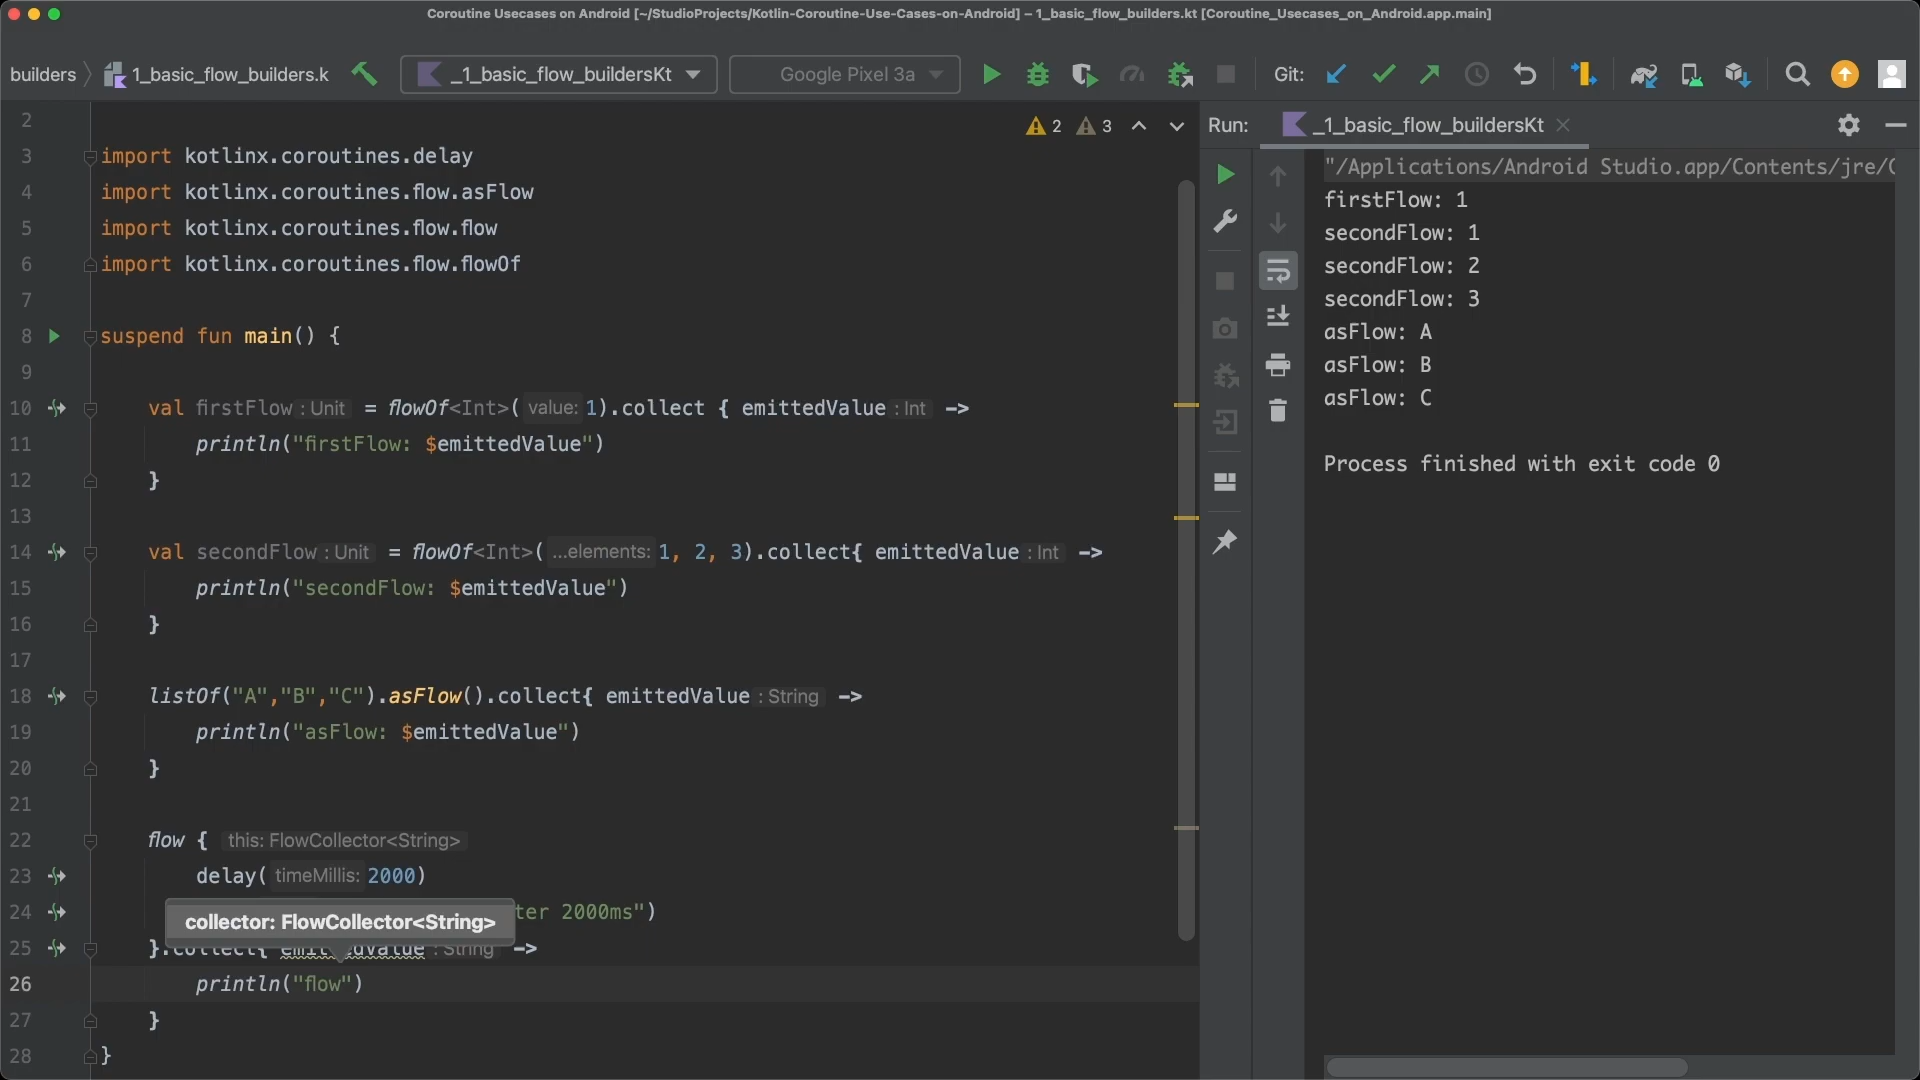 Coroutine Usecases on Android [~/StudioProjects/Kotlin-Coroutine-Use-Cases-on-Android] – 1_basic_flow_builders.kt [Coroutine_Usecases_on_Android.app.main]
builders 1_basic_flow_builders.k _1_basic_flow_buildersKt Google Pixel 3a Git:
2 3
Run: _1_basic_flow_buildersKt
2
3 import kotlinx.coroutines.delay
4 import kotlinx.coroutines.flow.asFlow
5 import kotlinx.coroutines.flow.flow
6 import kotlinx.coroutines.flow.flowOf
7
8 suspend fun main() {
9
10 val firstFlow : Unit = flowOf<Int>( value: 1).collect { emittedValue : Int ->
11 println("firstFlow: $emittedValue")
12 }
13
14 val secondFlow : Unit = flowOf<Int>( ...elements: 1, 2, 3).collect{ emittedValue : Int ->
15 println("secondFlow: $emittedValue")
16 }
17
18 listOf("A","B","C").asFlow().collect{ emittedValue : String ->
19 println("asFlow: $emittedValue")
20 }
21
22 flow { this: FlowCollector<String>
23 delay( timeMillis: 2000)
24 ter 2000ms")
collector: FlowCollector<String>
25 }.collect{ emittedValue : String ->
26 println("flow")
27 }
28 }
"/Applications/Android Studio.app/Contents/jre/C
firstFlow: 1
secondFlow: 1
secondFlow: 2
secondFlow: 3
asFlow: A
asFlow: B
asFlow: C
Process finished with exit code 0